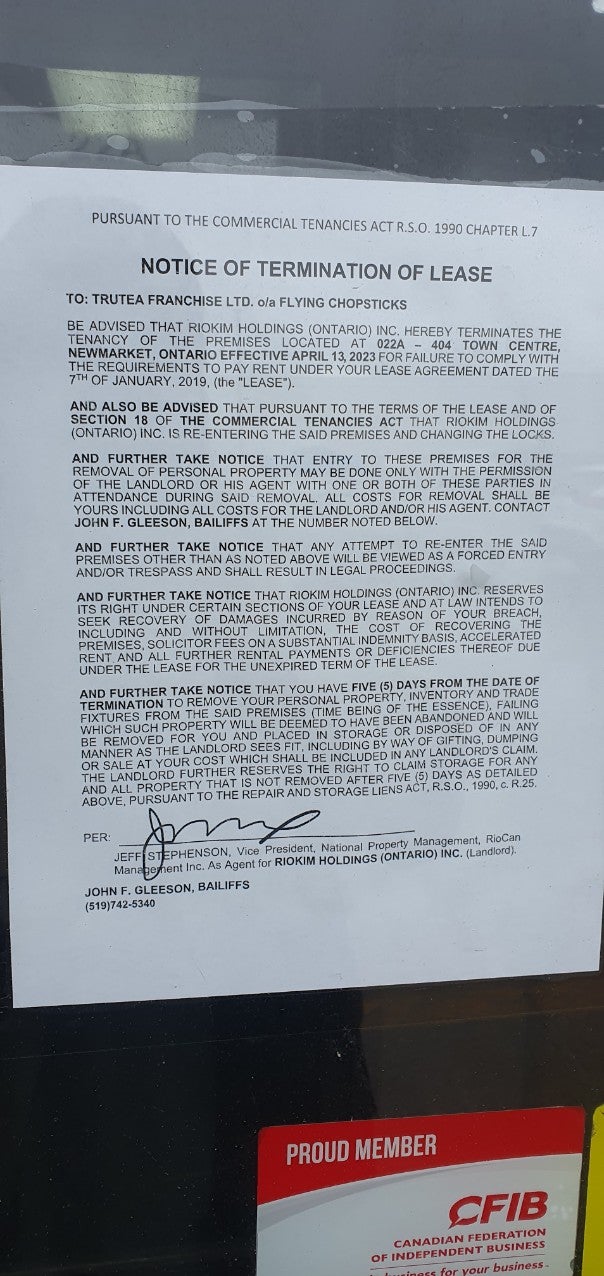 PURSUANT TO THE COMMERCIAL TENANCIES ACT R.S.O. 1990 CHAPTER L.7
NOTICE OF TERMINATION OF LEASE
TO: TRUTEA FRANCHISE LTD. o/a FLYING CHOPSTICKS
BE ADVISED THAT RIOKIM HOLDINGS (ONTARIO) INC. HEREBY TERMINATES THE
TENANCY OF THE PREMISES LOCATED AT 022A – 404 TOWN CENTRE,
NEWMARKET, ONTARIO EFFECTIVE APRIL 13, 2023 FOR FAILURE TO COMPLY WITH
THE REQUIREMENTS TO PAY RENT UNDER YOUR LEASE AGREEMENT DATED THE
7TH OF JANUARY, 2019, (the "LEASE").
AND ALSO BE ADVISED THAT PURSUANT TO THE TERMS OF THE LEASE AND OF
SECTION 18 OF THE COMMERCIAL TENANCIES ACT THAT RIOKIM HOLDINGS
(ONTARIO) INC. IS RE-ENTERING THE SAID PREMISES AND CHANGING THE LOCKS.
AND FURTHER TAKE NOTICE THAT ENTRY TO THESE PREMISES FOR THE
REMOVAL OF PERSONAL PROPERTY MAY BE DONE ONLY WITH THE PERMISSION
OF THE LANDLORD OR HIS AGENT WITH ONE OR BOTH OF THESE PARTIES IN
ATTENDANCE DURING SAID REMOVAL. ALL COSTS FOR REMOVAL SHALL BE
YOURS INCLUDING ALL COSTS FOR THE LANDLORD AND/OR HIS AGENT. CONTACT
JOHN F. GLEESON, BAILIFFS AT THE NUMBER NOTED BELOW.
AND FURTHER TAKE NOTICE THAT ANY ATTEMPT TO RE-ENTER THE SAID
PREMISES OTHER THAN AS NOTED ABOVE WILL BE VIEWED AS A FORCED ENTRY
AND/OR TRESPASS AND SHALL RESULT IN LEGAL PROCEEDINGS.
AND FURTHER TAKE NOTICE THAT RIOKIM HOLDINGS (ONTARIO) INC. RESERVES
ITS RIGHT UNDER CERTAIN SECTIONS OF YOUR LEASE AND AT LAW INTENDS TO
SEEK RECOVERY OF DAMAGES INCURRED BY REASON OF YOUR BREACH,
INCLUDING AND WITHOUT LIMITATION, THE COST OF RECOVERING THE
PREMISES, SOLICITOR FEES ON A SUBSTANTIAL INDEMNITY BASIS, ACCELERATED
RENT AND ALL FURTHER RENTAL PAYMENTS OR DEFICIENCIES THEREOF DUE
UNDER THE LEASE FOR THE UNEXPIRED TERM OF THE LEASE.
AND FURTHER TAKE NOTICE THAT YOU HAVE FIVE (5) DAYS FROM THE DATE OF
TERMINATION TO REMOVE YOUR PERSONAL PROPERTY, INVENTORY AND TRADE
FIXTURES FROM THE SAID PREMISES (TIME BEING OF THE ESSENCE), FAILING
WHICH SUCH PROPERTY WILL BE DEEMED TO HAVE BEEN ABANDONED AND WILL
BE REMOVED FOR YOU AND PLACED IN STORAGE OR DISPOSED OF IN ANY
MANNER AS THE LANDLORD SEES FIT, INCLUDING BY WAY OF GIFTING, DUMPING
OR SALE AT YOUR COST WHICH SHALL BE INCLUDED IN ANY LANDLORD'S CLAIM.
THE LANDLORD FURTHER RESERVES THE RIGHT TO CLAIM STORAGE FOR ANY
AND ALL PROPERTY THAT IS NOT REMOVED AFTER FIVE (5) DAYS AS DETAILED
ABOVE, PURSUANT TO THE REPAIR AND STORAGE LIENS ACT, R.S.O., 1990, c. R.25.
PER:
JEFF STEPHENSON, Vice President, National Property Management, RioCan
Management Inc. As Agent for RIOKIM HOLDINGS (ONTARIO) INC. (Landlord).
JOHN F. GLEESON, BAILIFFS
(519)742-5340
PROUD MEMBER
CFIB
CANADIAN FEDERATION
OF INDEPENDENT BUSINESS
business for your business.